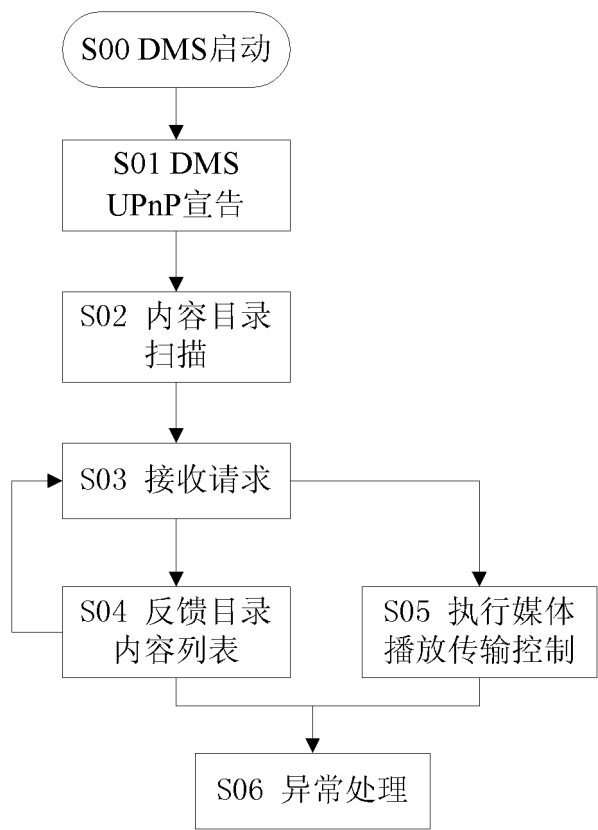 S00 DMS启动
S01 DMS
UPnP宣告
S02 内容目录
扫描
S03 接收请求
S04 反馈目录
内容列表
S05 执行媒体
播放传输控制
S06 异常处理